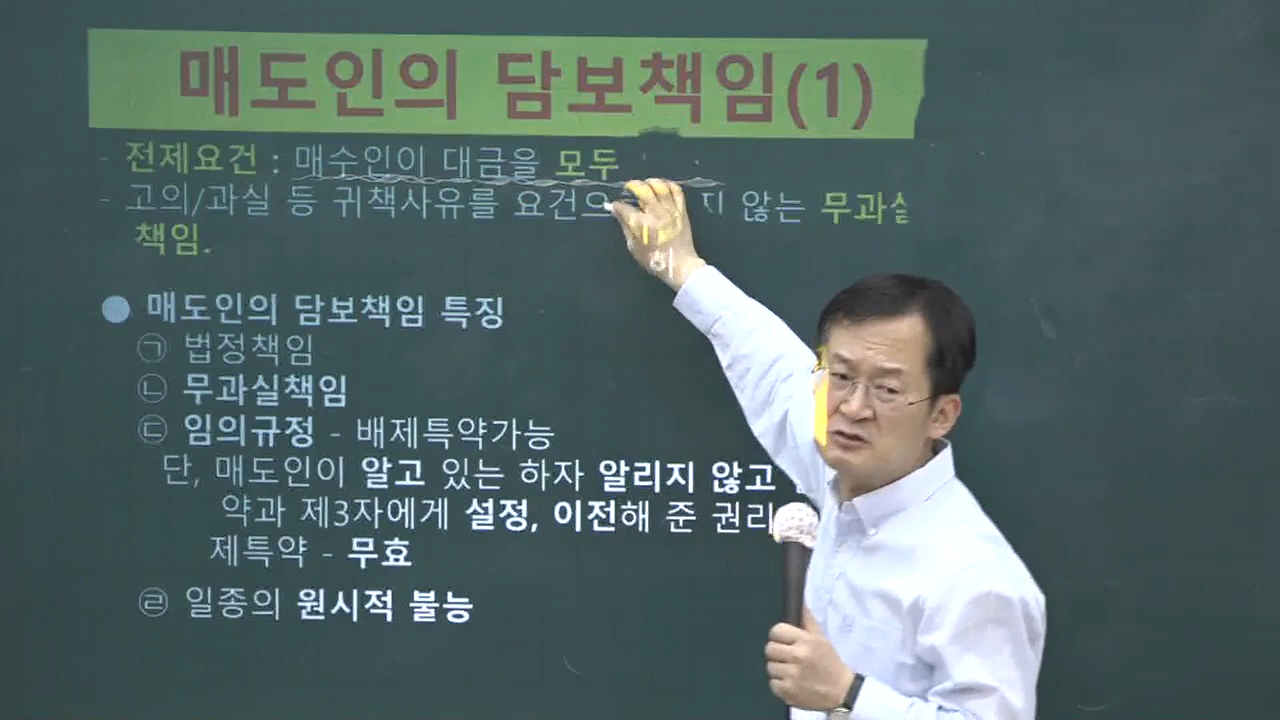 매도인의 담보책임(1)
- 전제요건 : 매수인이 대금을 모두
- 고의/과실 등 귀책사유를 요건으 지 않는 무과실
책임.
● 매도인의 담보책임 특징
㉠ 법정책임
㉡ 무과실책임
㉢ 임의규정 - 배제특약가능
단, 매도인이 알고 있는 하자 알리지 않고
약과 제3자에게 설정, 이전해 준 권리
제특약 - 무효
㉣ 일종의 원시적 불능